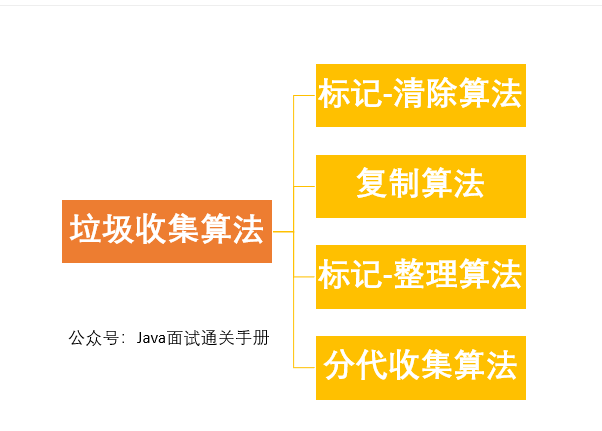 标记-清除算法
复制算法
垃圾收集算法
标记-整理算法
公众号：Java面试通关手册
分代收集算法